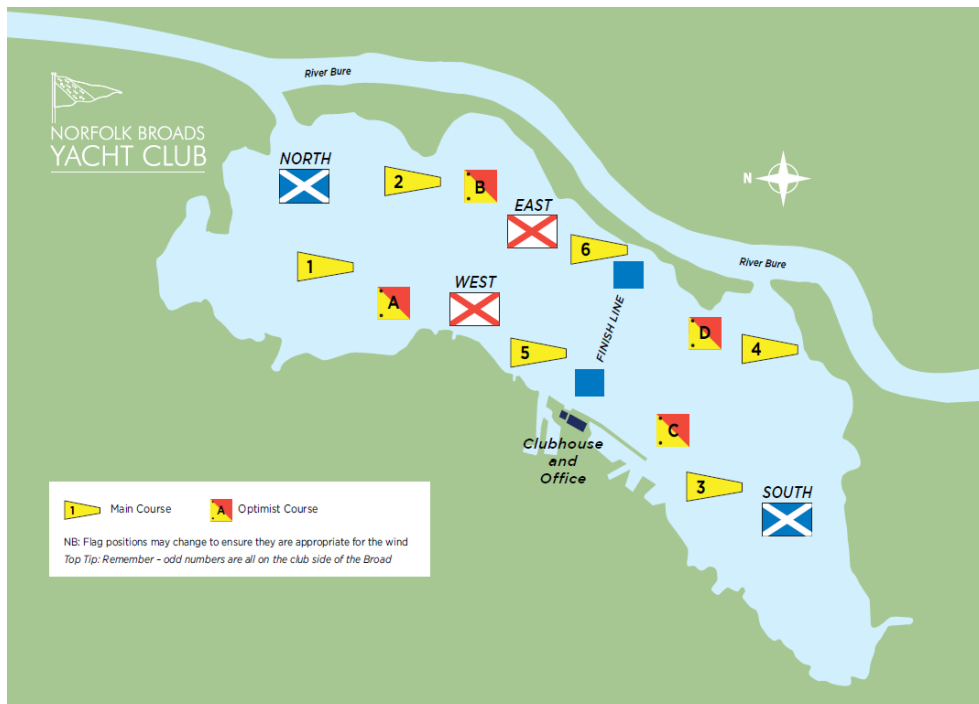 River Bure
NORFOLK BROADS
YACHT CLUB
NORTH
2
B
N
EAST
6
River Bure
1
WEST
A
FINISH LINE
D
5
4
C
Clubhouse
and
Office
3
SOUTH
1 Main Course A Optimist Course
NB: Flag positions may change to ensure they are appropriate for the wind
Top Tip: Remember – odd numbers are all on the club side of the Broad